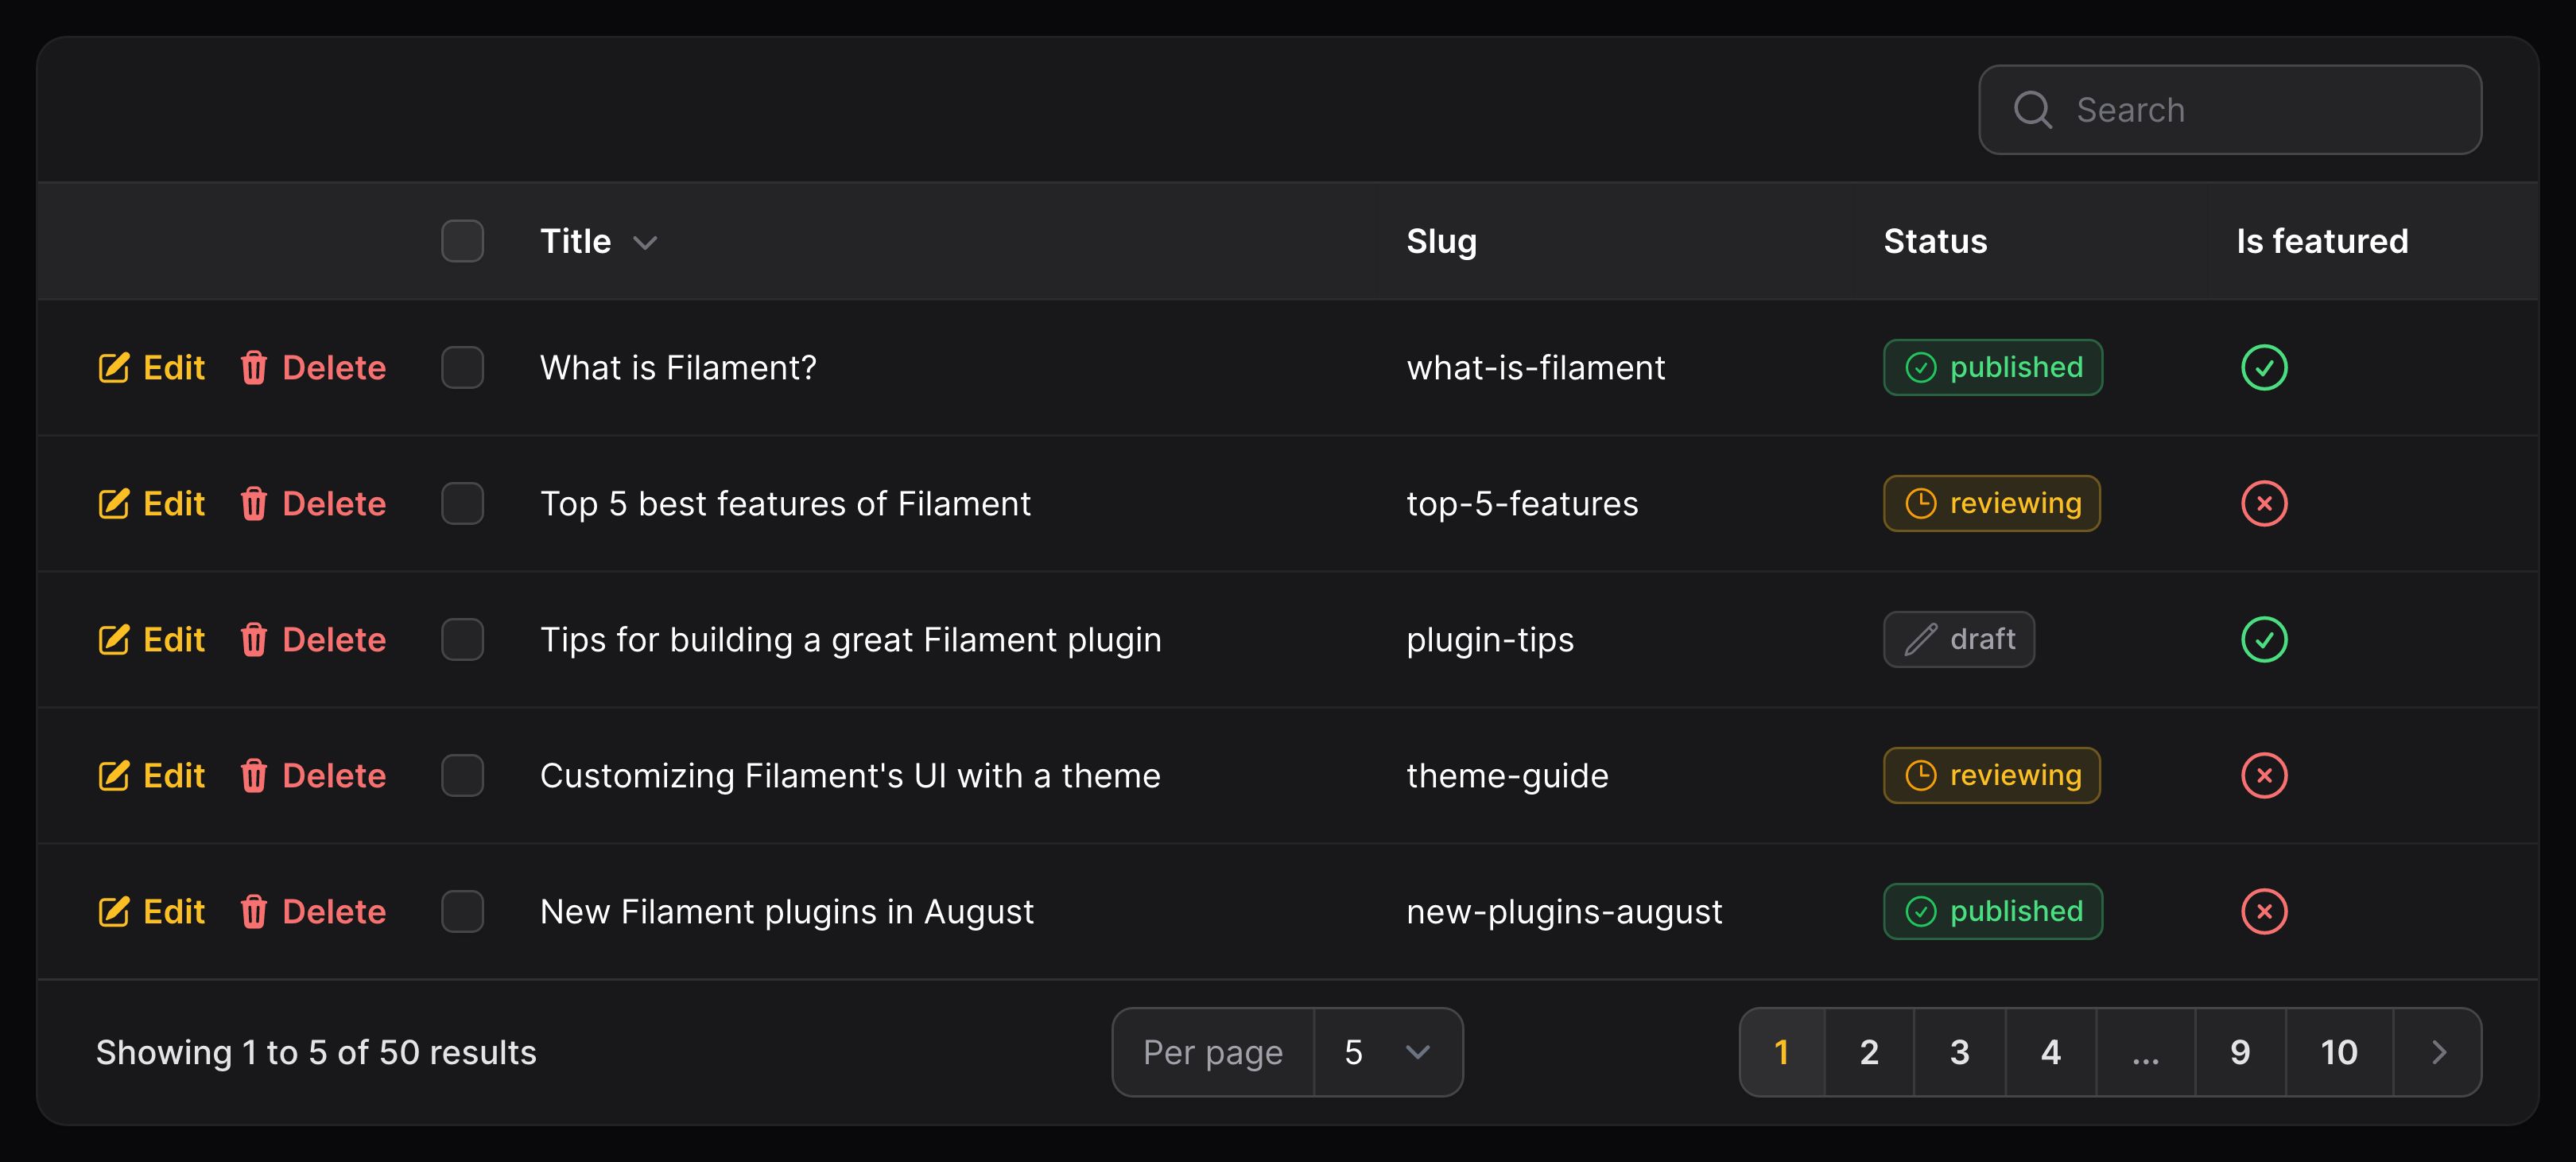 Search
Title Slug Status Is featured
Edit Delete What is Filament? what-is-filament published
Edit Delete Top 5 best features of Filament top-5-features reviewing
Edit Delete Tips for building a great Filament plugin plugin-tips draft
Edit Delete Customizing Filament's UI with a theme theme-guide reviewing
Edit Delete New Filament plugins in August new-plugins-august published
Showing 1 to 5 of 50 results Per page 5 1 2 3 4 ... 9 10